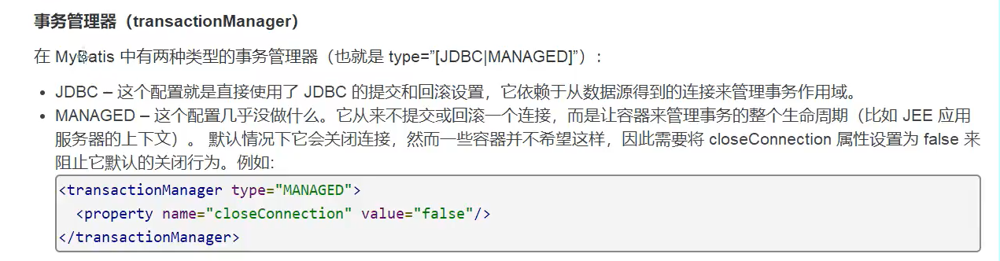 事务管理器（transactionManager）
在 MyBatis 中有两种类型的事务管理器（也就是 type="[JDBC|MANAGED]"）：
• JDBC – 这个配置就是直接使用了 JDBC 的提交和回滚设置，它依赖于从数据源得到的连接来管理事务作用域。
• MANAGED – 这个配置几乎没做什么。它从来不提交或回滚一个连接，而是让容器来管理事务的整个生命周期（比如 JEE 应用
服务器的上下文）。 默认情况下它会关闭连接，然而一些容器并不希望这样，因此需要将 closeConnection 属性设置为 false 来
阻止它默认的关闭行为。例如:
<transactionManager type="MANAGED">
  <property name="closeConnection" value="false"/>
</transactionManager>